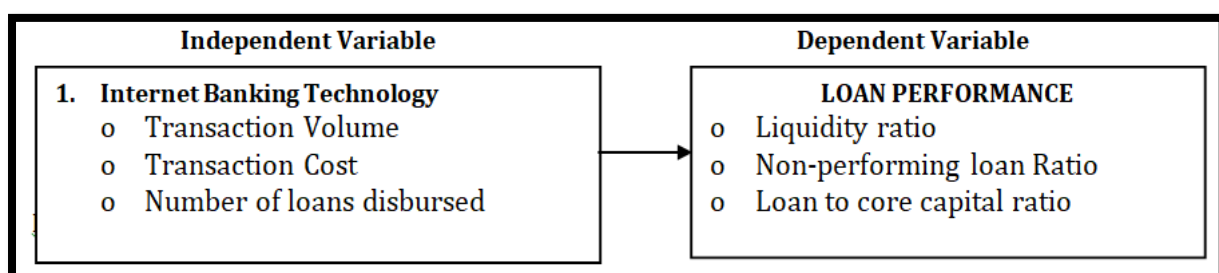 Independent Variable
Dependent Variable
1. Internet Banking Technology
o Transaction Volume
o Transaction Cost
o Number of loans disbursed
LOAN PERFORMANCE
o Liquidity ratio
o Non-performing loan Ratio
o Loan to core capital ratio